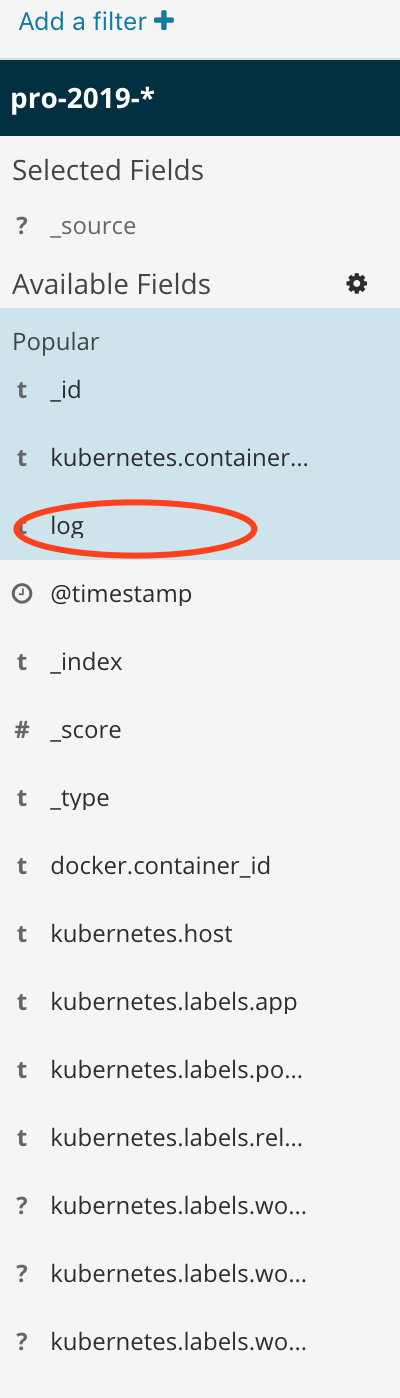 Add a filter +
pro-2019-*
Selected Fields
? _source
Available Fields
Popular
t _id
t kubernetes.container...
t log
@timestamp
t _index
# _score
t _type
t docker.container_id
t kubernetes.host
t kubernetes.labels.app
t kubernetes.labels.po...
t kubernetes.labels.rel...
? kubernetes.labels.wo...
? kubernetes.labels.wo...
? kubernetes.labels.wo...